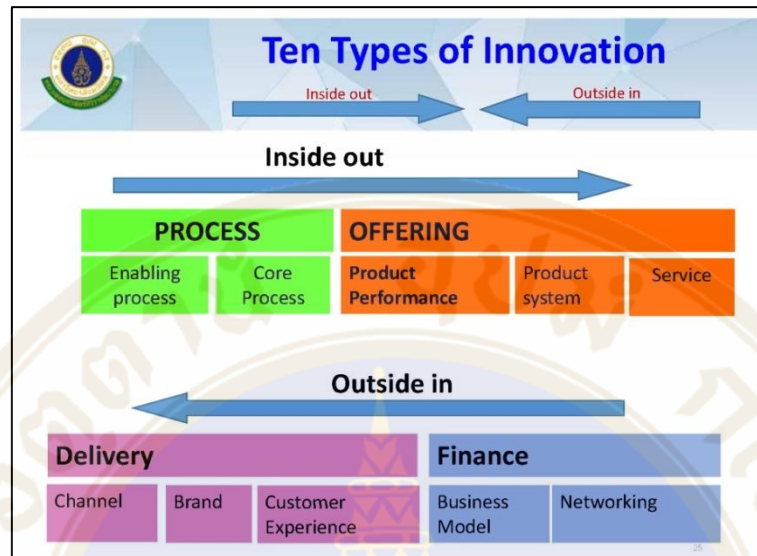 Ten Types of Innovation
Inside out
Outside in
Inside out
PROCESS
OFFERING
Enabling
process
Core
Process
Product
Performance
Product
system
Service
Outside in
Delivery
Finance
Channel
Brand
Customer
Experience
Business
Model
Networking